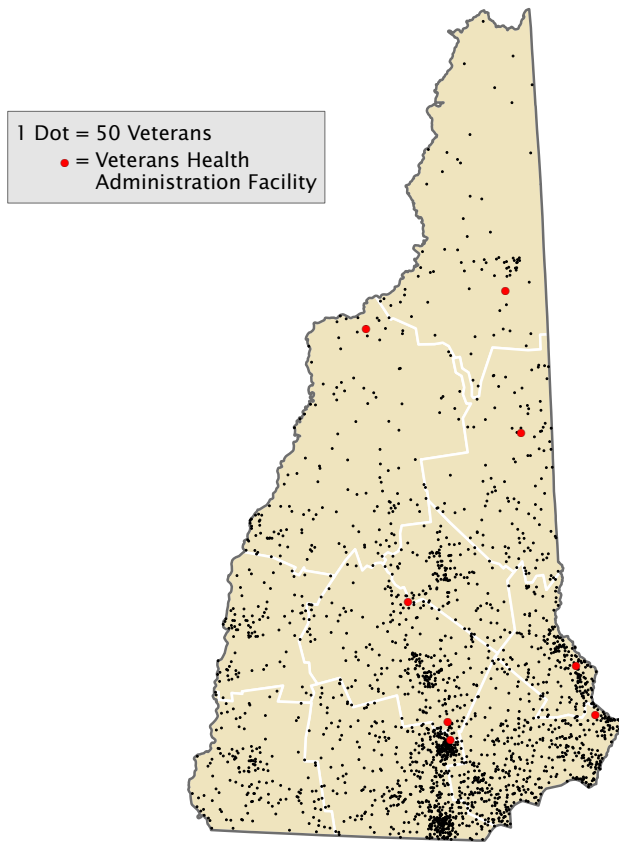 1 Dot = 50 Veterans
= Veterans Health
Administration Facility